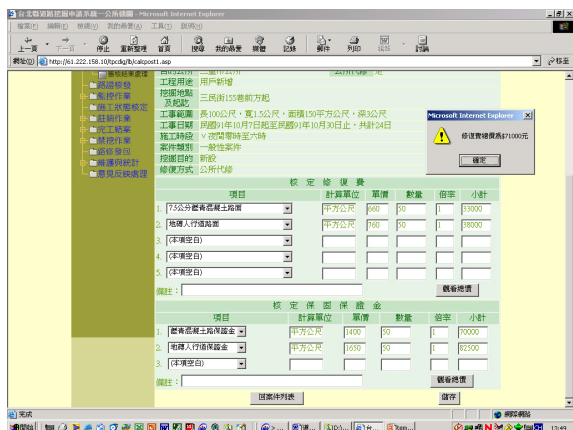 台北縣道路挖掘申請系統－公所機關 - Microsoft Internet Explorer
檔案(F) 編輯(E) 檢視(V) 我的最愛(A) 工具(T) 說明(H)
上一頁 下一頁 停止 重新整理 首頁 搜尋 我的最愛 媒體 記錄 郵件 列印 編輯 討論
網址(D) http://61.222.158.10/tpcdig/lb/calcpost1.asp 移至
審核結果處理
路證核發
監控作業
施工狀態核定
註銷作業
完工結案
禁挖作業
路修發包
維護與統計
意見反映處理
工程用途 用戶新增
挖掘地點及起訖 三民街155巷前方起
工事範圍 長100公尺，寬1.5公尺，面積150平方公尺，深3公尺
工事日期 民國91年10月7日起至民國91年10月30日止，共計24日
施工時段 ∨夜間零時至六時
案件種類 一般性案件
挖掘目的 新設
修復方式 公所代修
Microsoft Internet Explorer
修復費總價為$71000元
確定
核 定 修 復 費
項目 計算單位 單價 數量 倍率 小計
1. 7.5公分瀝青混凝土路面 平方公尺 660 50 1 33000
2. 地磚人行道路面 平方公尺 760 50 1 38000
3. (本項空白)
4. (本項空白)
5. (本項空白)
備註： 觀看總價
核 定 保 固 保 證 金
項目 計算單位 單價 數量 倍率 小計
1. 瀝青混凝土路保證金 平方公尺 1400 50 1 70000
2. 地磚人行道保證金 平方公尺 1650 50 1 82500
3. (本項空白)
備註： 觀看總價
回案件列表 儲存
完成 網際網路
開始 13:49